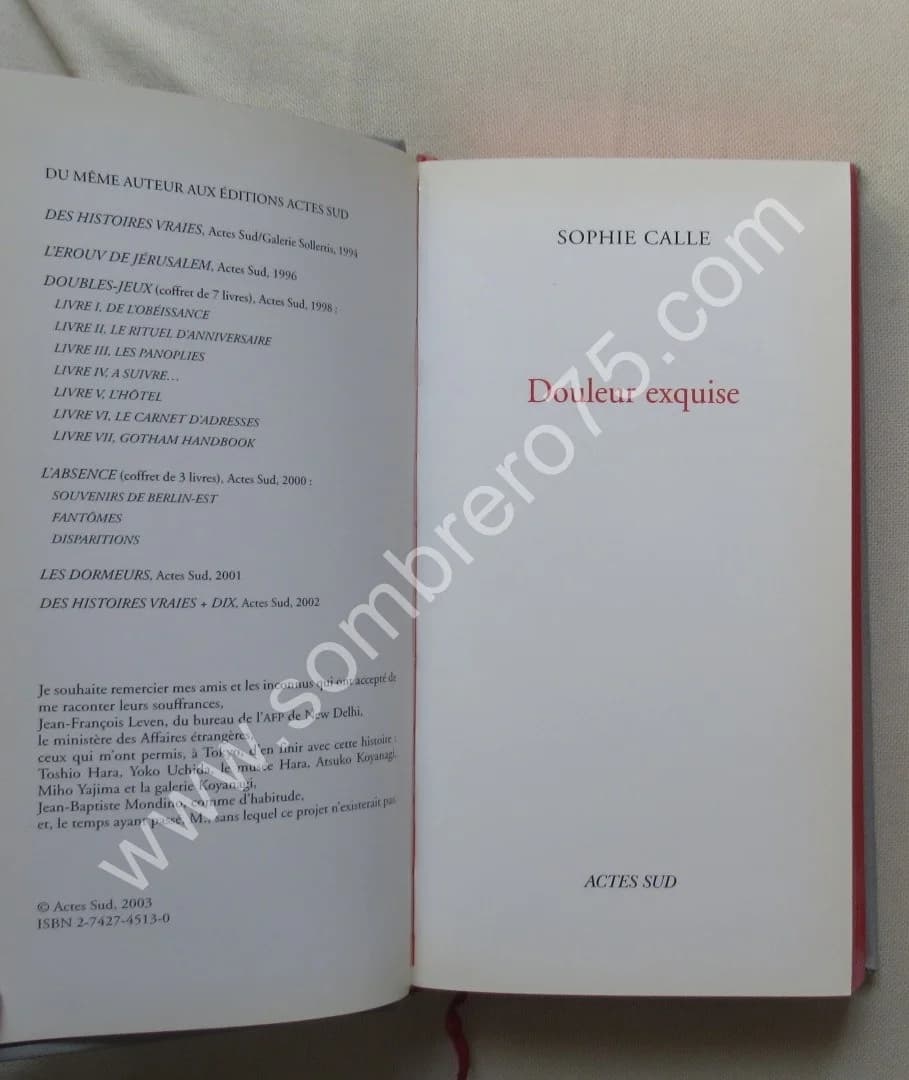 DU MÊME AUTEUR AUX ÉDITIONS ACTES SUD
DES HISTOIRES VRAIES, Actes Sud/Galerie Sollertis, 1994
L'EROUV DE JÉRUSALEM, Actes Sud, 1996
DOUBLES-JEUX (coffret de 7 livres), Actes Sud, 1998 :
LIVRE I, DE L'OBÉISSANCE
LIVRE II, LE RITUEL D'ANNIVERSAIRE
LIVRE III, LES PANOPLIES
LIVRE IV, A SUIVRE...
LIVRE V, L'HÔTEL
LIVRE VI, LE CARNET D'ADRESSES
LIVRE VII, GOTHAM HANDBOOK
L'ABSENCE (coffret de 3 livres), Actes Sud, 2000 :
SOUVENIRS DE BERLIN-EST
FANTÔMES
DISPARITIONS
LES DORMEURS, Actes Sud, 2001
DES HISTOIRES VRAIES + DIX, Actes Sud, 2002
Je souhaite remercier mes amis et les inconnus qui ont accepté de
me raconter leurs souffrances,
Jean-François Leven, du bureau de l'AFP de New Delhi,
le ministère des Affaires étrangères,
ceux qui m'ont permis, à Tokyo, d'en finir avec cette histoire :
Toshio Hara, Yoko Uchida, le musée Hara, Atsuko Koyanagi,
Miho Yajima et la galerie Koyanagi,
Jean-Baptiste Mondino, comme d'habitude,
et, le temps ayant passé, M., sans lequel ce projet n'existerait pas
© Actes Sud, 2003
ISBN 2-7427-4513-0
SOPHIE CALLE
Douleur exquise
ACTES SUD
www.sombrero75.com